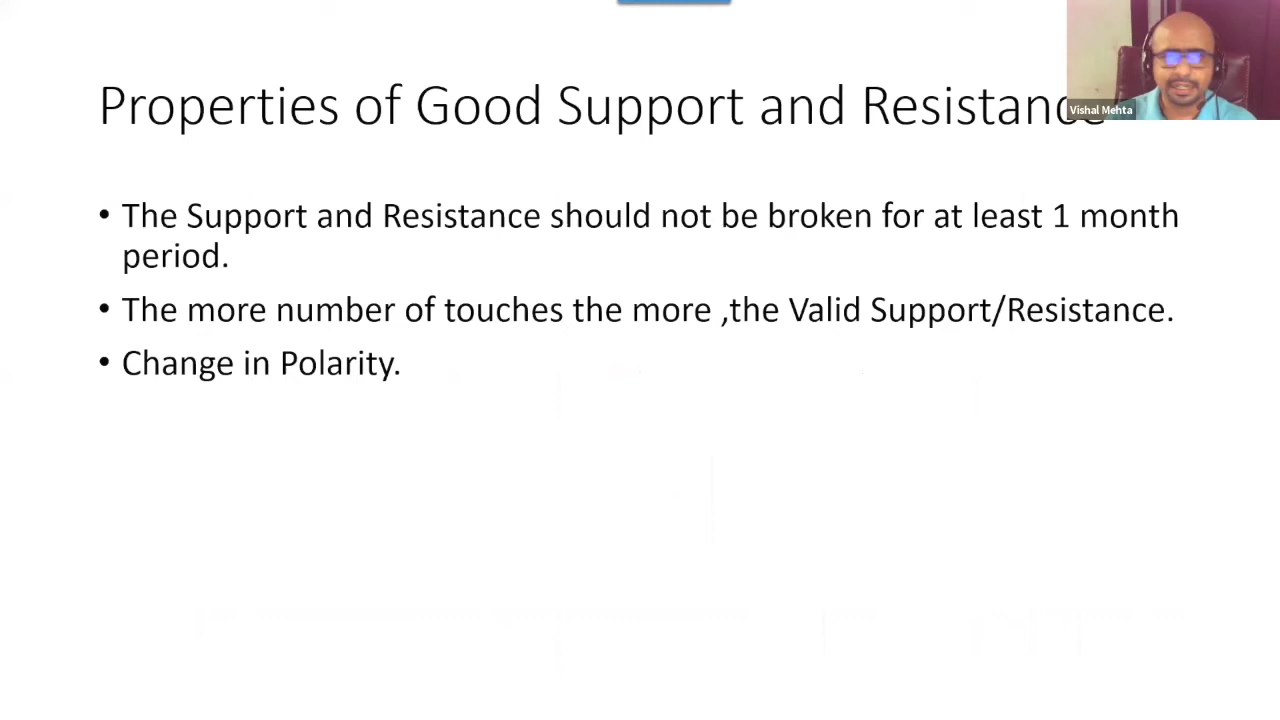 Properties of Good Support and Resistance
Vishal Mehta
• The Support and Resistance should not be broken for at least 1 month
period.
• The more number of touches the more ,the Valid Support/Resistance.
• Change in Polarity.